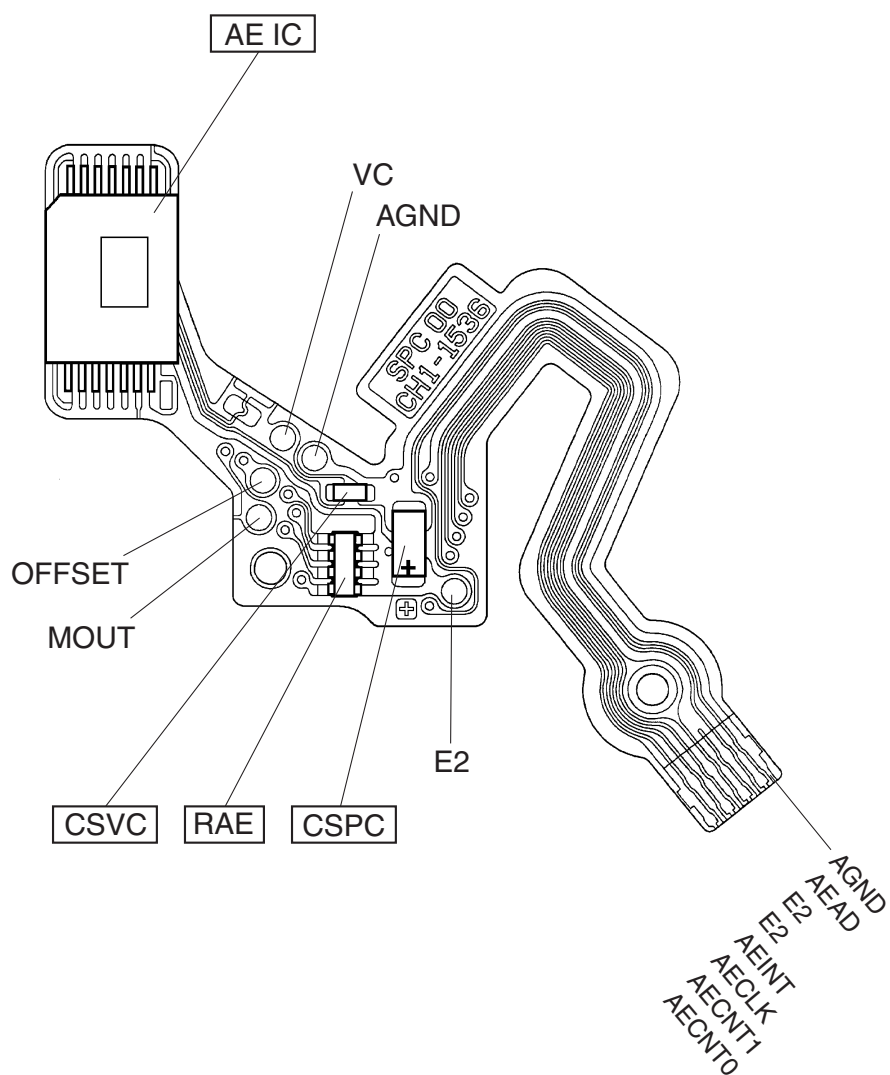 AE IC
VC
AGND
SPC 00
CH1-1536
OFFSET
MOUT
+
+
E2
CSVC
RAE
CSPC
AGND
AEAD
E2
E2
AEINT
AECLK
AECNT1
AECNT0